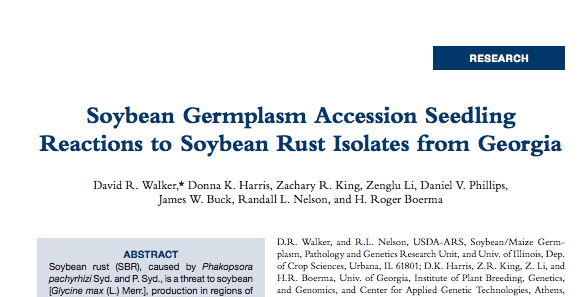 RESEARCH
Soybean Germplasm Accession Seedling
Reactions to Soybean Rust Isolates from Georgia
David R. Walker,* Donna K. Harris, Zachary R. King, Zenglu Li, Daniel V. Phillips,
James W. Buck, Randall L. Nelson, and H. Roger Boerma
ABSTRACT
Soybean rust (SBR), caused by Phakopsora
pachyrhizi Syd. and P. Syd., is a threat to soybean
[Glycine max (L.) Merr.], production in regions of
D.R. Walker, and R.L. Nelson, USDA-ARS, Soybean/Maize Germ-
plasm, Pathology and Genetics Research Unit, and Univ. of Illinois, Dep.
of Crop Sciences, Urbana, IL 61801; D.K. Harris, Z.R. King, Z. Li, and
H.R. Boerma, Univ. of Georgia, Institute of Plant Breeding, Genetics,
and Genomics, and Center for Applied Genetic Technologies, Athens,